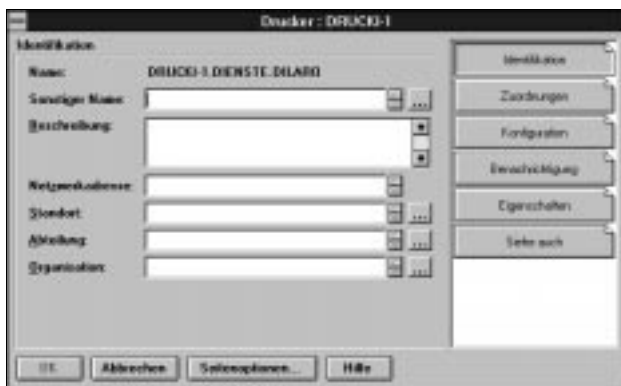 Drucker : DRUCKI-1
Identifikation
Name: DRUCKI-1.DIENSTE.DILARO
Sonstiger Name: ...
Beschreibung:
Netzwerkadresse:
Standort: ...
Abteilung: ...
Organisation: ...
Identifikation
Zuordnungen
Konfiguration
Benachrichtigung
Eigenschaften
Siehe auch
OK Abbrechen Seitenoptionen... Hilfe